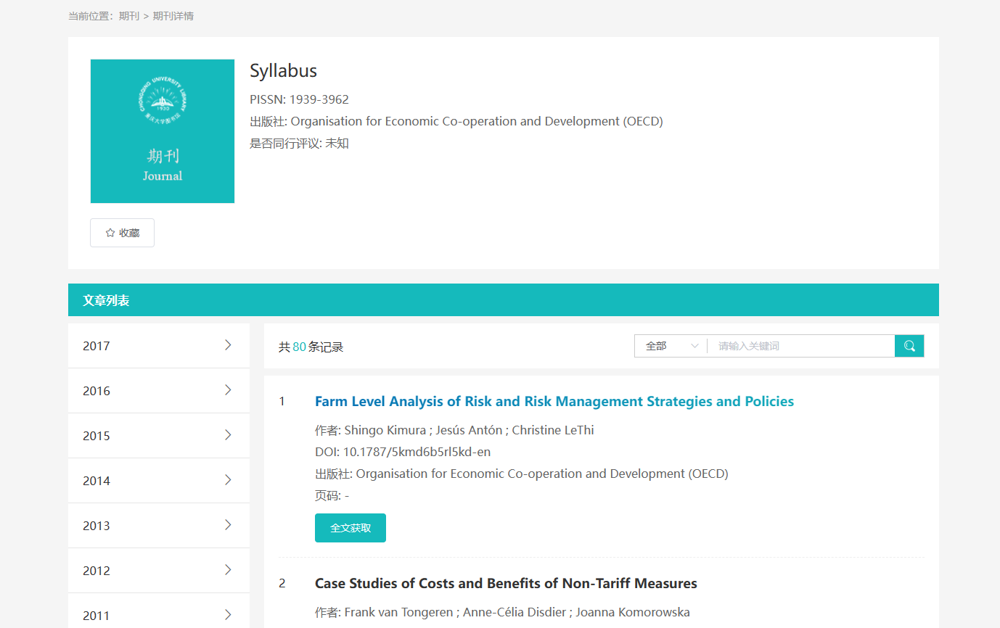 当前位置：期刊 > 期刊详情
CHONGQING UNIVERSITY LIBRARY
1930
重庆大学图书馆
期刊
Journal
Syllabus
PISSN: 1939-3962
出版社: Organisation for Economic Co-operation and Development (OECD)
是否同行评议: 未知
收藏
文章列表
2017
2016
2015
2014
2013
2012
2011
共 80 条记录
全部
请输入关键词
1
Farm Level Analysis of Risk and Risk Management Strategies and Policies
作者: Shingo Kimura ; Jesús Antón ; Christine LeThi
DOI: 10.1787/5kmd6b5rl5kd-en
出版社: Organisation for Economic Co-operation and Development (OECD)
页码: -
全文获取
2
Case Studies of Costs and Benefits of Non-Tariff Measures
作者: Frank van Tongeren ; Anne-Célia Disdier ; Joanna Komorowska